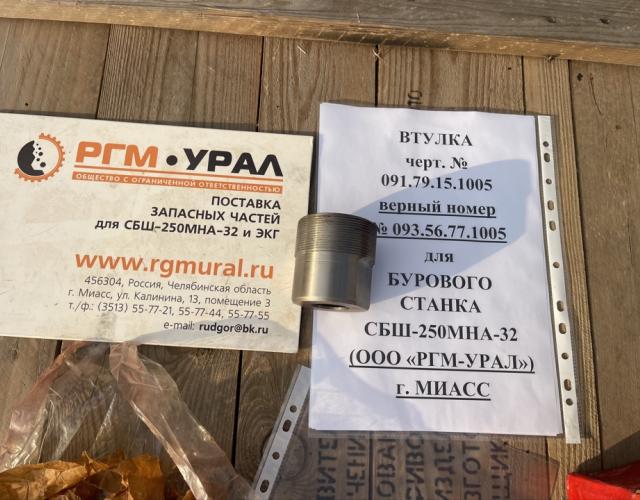 РГМ•УРАЛ
ОБЩЕСТВО С ОГРАНИЧЕННОЙ ОТВЕТСТВЕННОСТЬЮ
ПОСТАВКА
ЗАПАСНЫХ ЧАСТЕЙ
для СБШ-250МНА-32 и ЭКГ
www.rgmural.ru
456304, Россия, Челябинская область
г. Миасс, ул. Калинина, 13, помещение 3
т./ф.: (3513) 55-77-21, 55-77-44, 55-77-55
e-mail: rudgor@bk.ru
ВТУЛКА
черт. №
091.79.15.1005
верный номер
№ 093.56.77.1005
для
БУРОВОГО
СТАНКА
СБШ-250МНА-32
(ООО «РГМ-УРАЛ»)
г. МИАСС